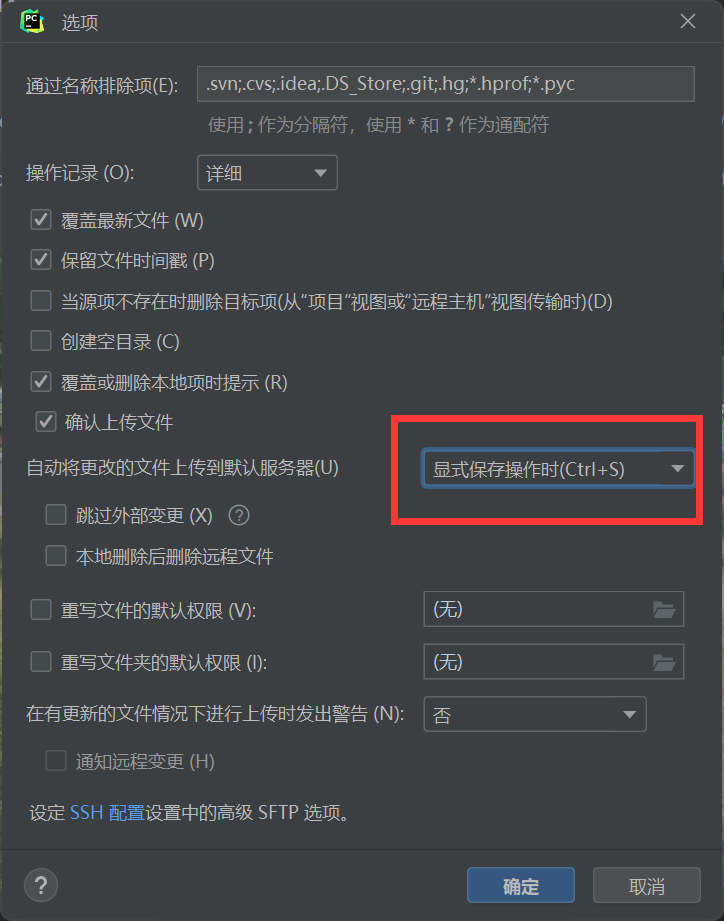 PC 选项
通过名称排除项(E): .svn;.cvs;.idea;.DS_Store;.git;.hg;*.hprof;*.pyc
使用 ; 作为分隔符，使用 * 和 ? 作为通配符
操作记录 (O): 详细
覆盖最新文件 (W)
保留文件时间戳 (P)
当源项不存在时删除目标项(从“项目”视图或“远程主机”视图传输时)(D)
创建空目录 (C)
覆盖或删除本地项时提示 (R)
确认上传文件
自动将更改的文件上传到默认服务器(U) 显式保存操作时(Ctrl+S)
跳过外部变更 (X) ?
本地删除后删除远程文件
重写文件的默认权限 (V): (无)
重写文件夹的默认权限 (I): (无)
在有更新的文件情况下进行上传时发出警告 (N): 否
通知远程变更 (H)
设定 SSH 配置设置中的高级 SFTP 选项。
? 确定 取消